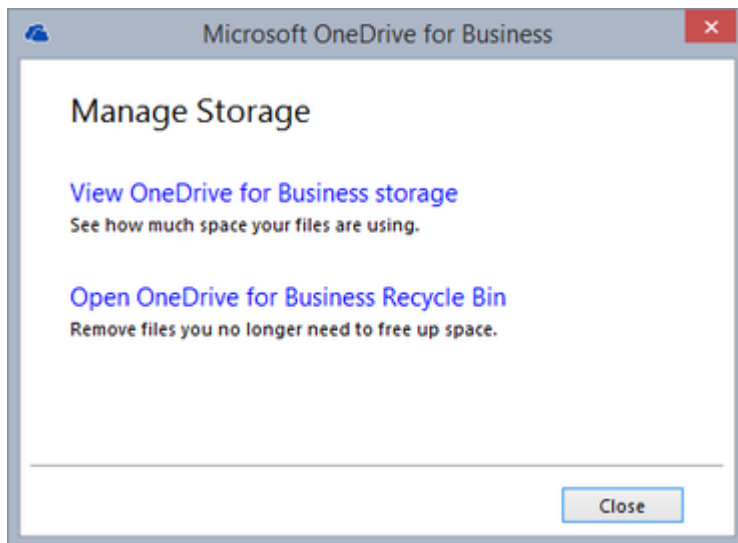 Microsoft OneDrive for Business
Manage Storage
View OneDrive for Business storage
See how much space your files are using.
Open OneDrive for Business Recycle Bin
Remove files you no longer need to free up space.
Close